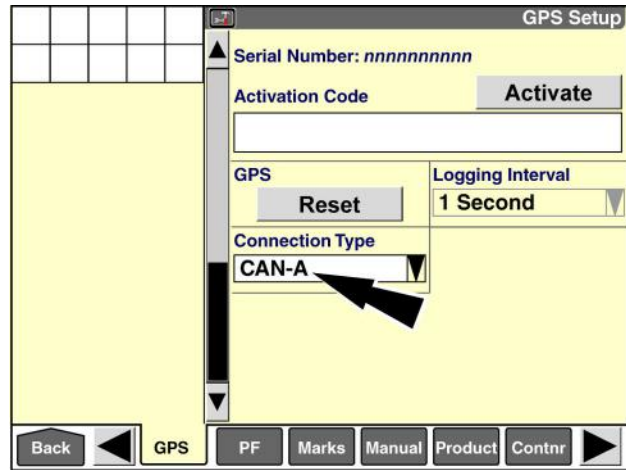 GPS Setup
Serial Number: nnnnnnnnnn
Activation Code
Activate
GPS
Reset
Logging Interval
1 Second
Connection Type
CAN-A
Back
GPS
PF
Marks
Manual
Product
Contnr